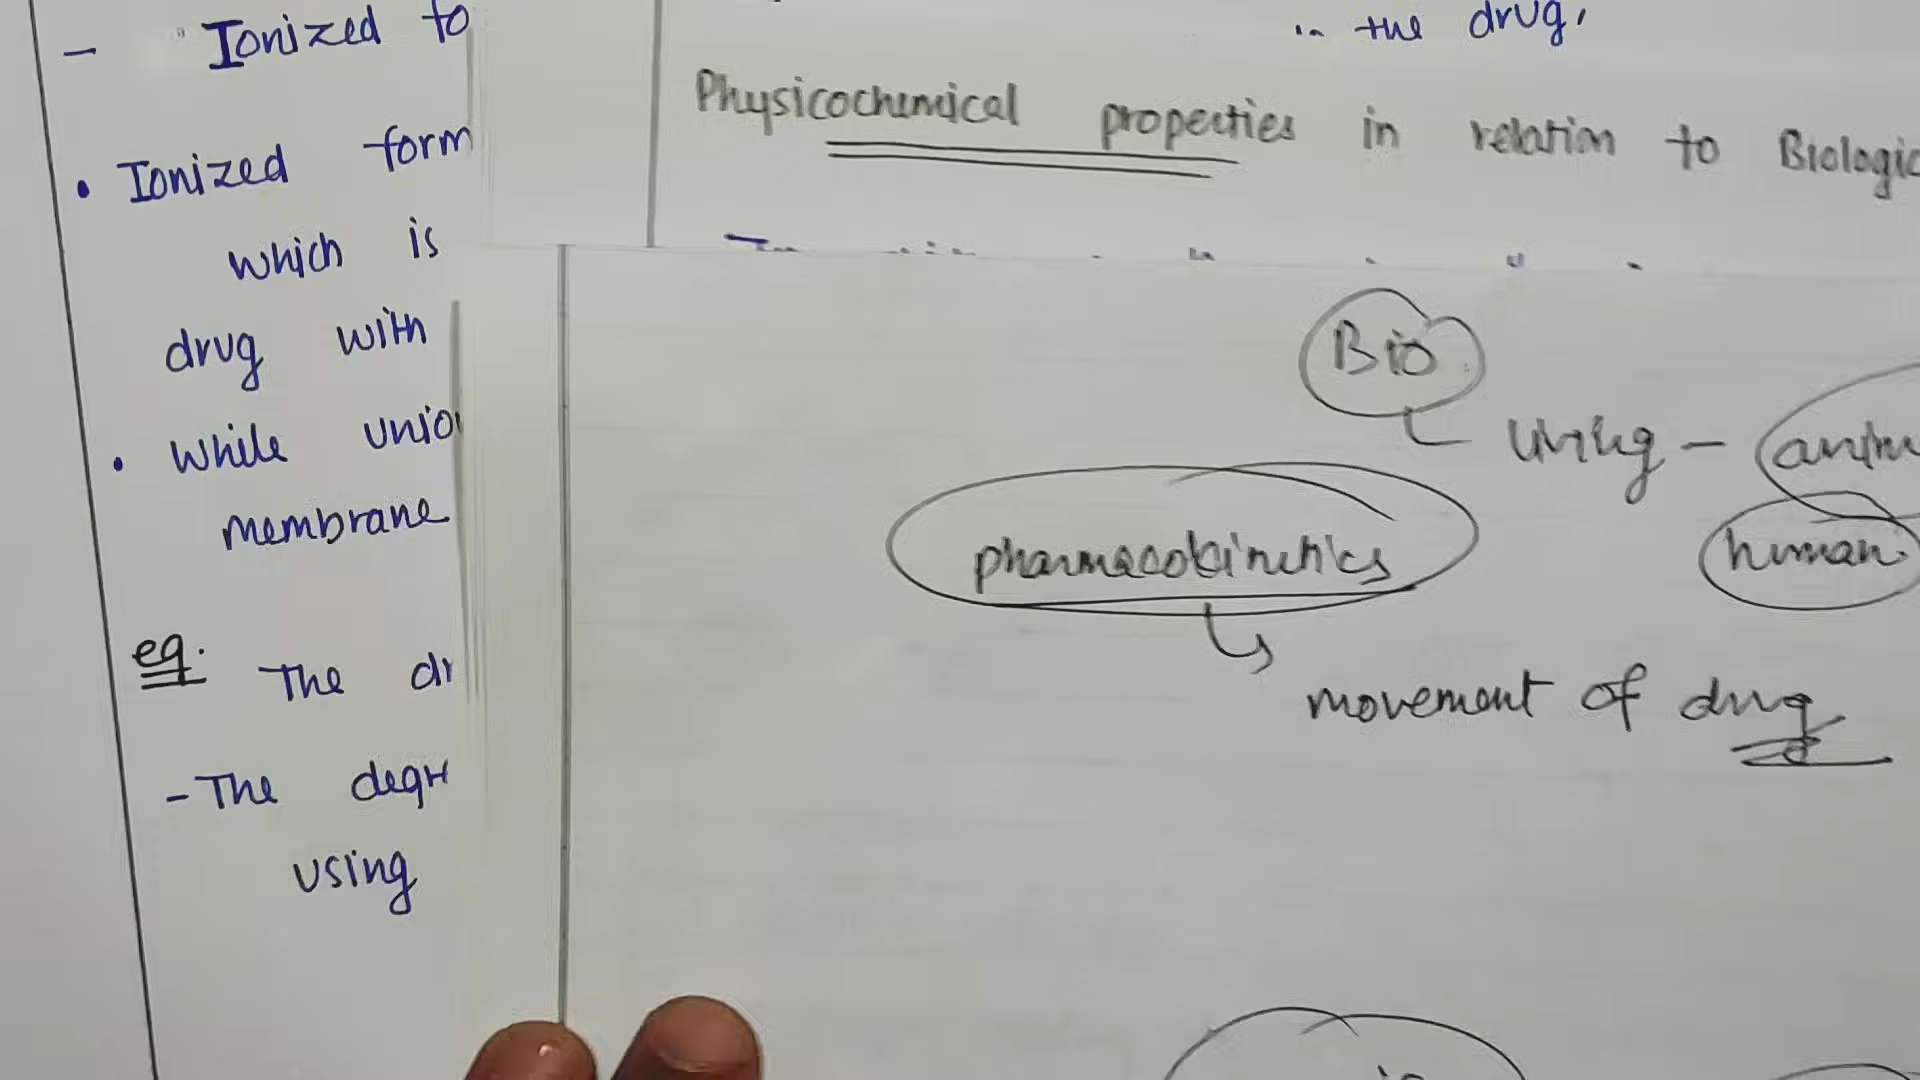 - Ionized to
• Ionized form
which is
drug with
• While unio
membrane
eg. The dr
- The degr
using
the drug,
Physicochemical properties in relation to Biologic
Bio
living - anim
pharmacokinetics
human
movement of drug